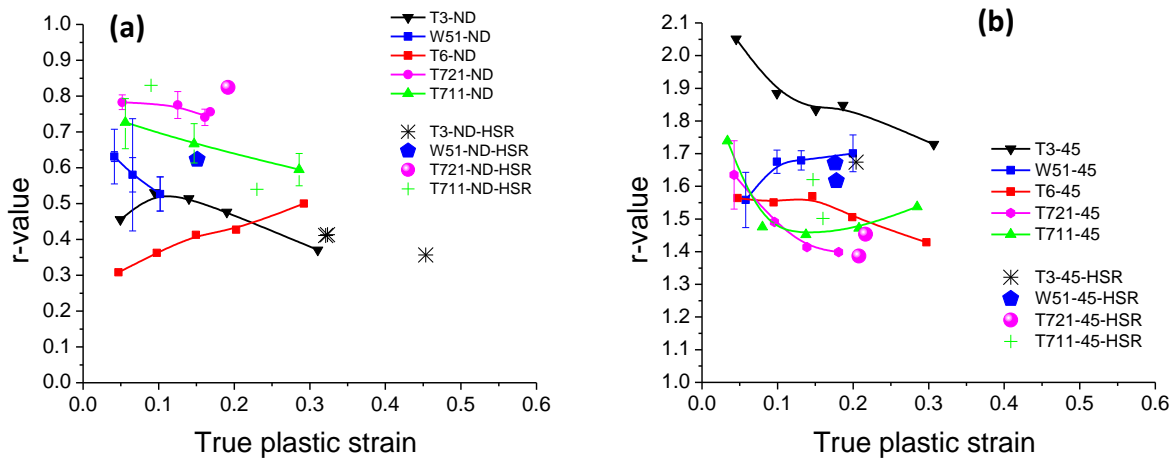 (a)
1.0
0.9
0.8
0.7
0.6
0.5
0.4
0.3
0.2
0.1
0.0
r-value
0.0 0.1 0.2 0.3 0.4 0.5 0.6
True plastic strain
T3-ND
W51-ND
T6-ND
T721-ND
T711-ND
T3-ND-HSR
W51-ND-HSR
T721-ND-HSR
T711-ND-HSR
(b)
2.1
2.0
1.9
1.8
1.7
1.6
1.5
1.4
1.3
1.2
1.1
1.0
r-value
0.0 0.1 0.2 0.3 0.4 0.5 0.6
True plastic strain
T3-45
W51-45
T6-45
T721-45
T711-45
T3-45-HSR
W51-45-HSR
T721-45-HSR
T711-45-HSR